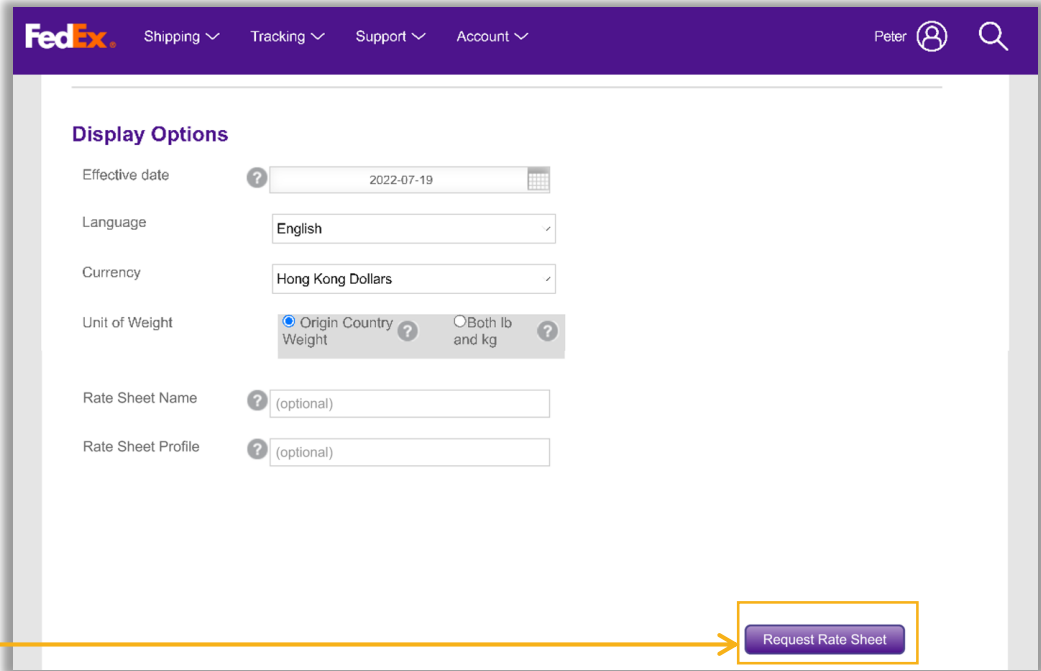 FedEx. Shipping Tracking Support Account Peter
Display Options
Effective date ? 2022-07-19
Language English
Currency Hong Kong Dollars
Unit of Weight Origin Country Weight ? Both lb and kg ?
Rate Sheet Name ? (optional)
Rate Sheet Profile ? (optional)
Request Rate Sheet